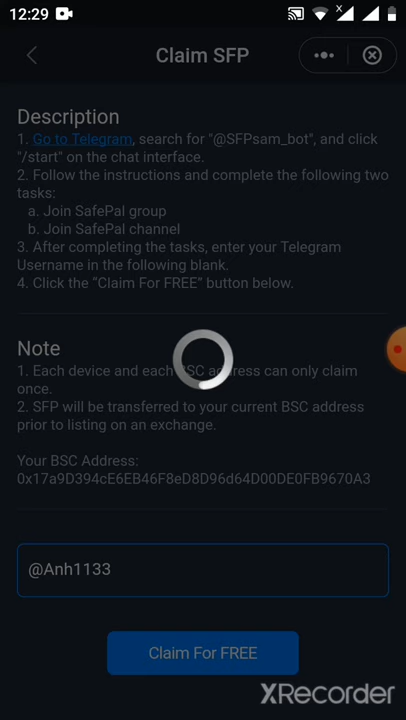 12:29
Claim SFP
Description
1. Go to Telegram, search for "@SFPsam_bot", and click
"/start" on the chat interface.
2. Follow the instructions and complete the following two
tasks:
a. Join SafePal group
b. Join SafePal channel
3. After completing the tasks, enter your Telegram
Username in the following blank.
4. Click the "Claim For FREE" button below.
Note
1. Each device and each BSC address can only claim
once.
2. SFP will be transferred to your current BSC address
prior to listing on an exchange.
Your BSC Address:
0x17a9D394cE6EB46F8eD8D96d64D00DE0FB9670A3
@Anh1133
Claim For FREE
XRecorder